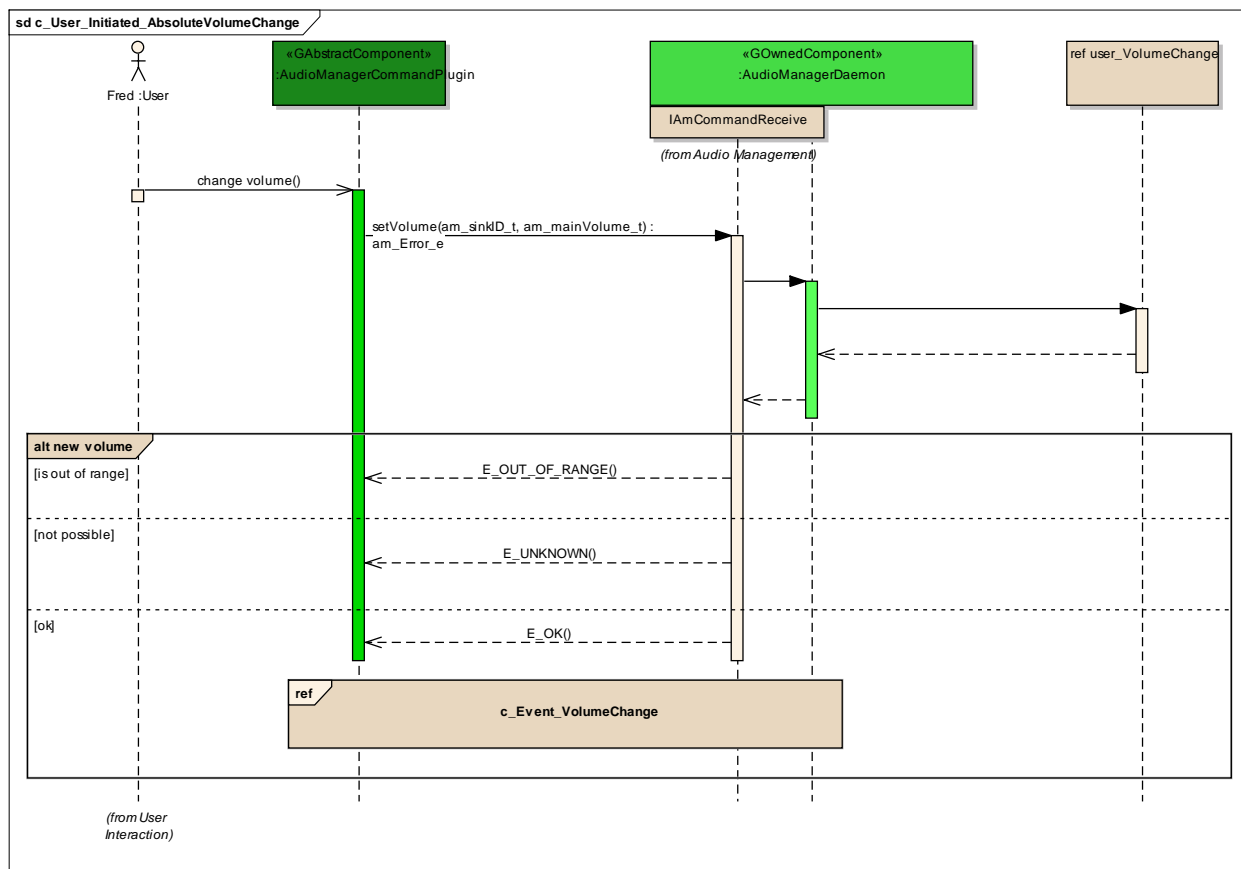 sd c_User_Initiated_AbsoluteVolumeChange
«GAbstractComponent»
:AudioManagerCommandPlugin
«GOwnedComponent»
:AudioManagerDaemon
ref user_VolumeChange
Fred :User
IAmCommandReceive
(from Audio Management)
change volume()
setVolume(am_sinkID_t, am_mainVolume_t) :
am_Error_e
alt new volume
[is out of range]
E_OUT_OF_RANGE()
[not possible]
E_UNKNOWN()
[ok]
E_OK()
ref
c_Event_VolumeChange
(from User
Interaction)